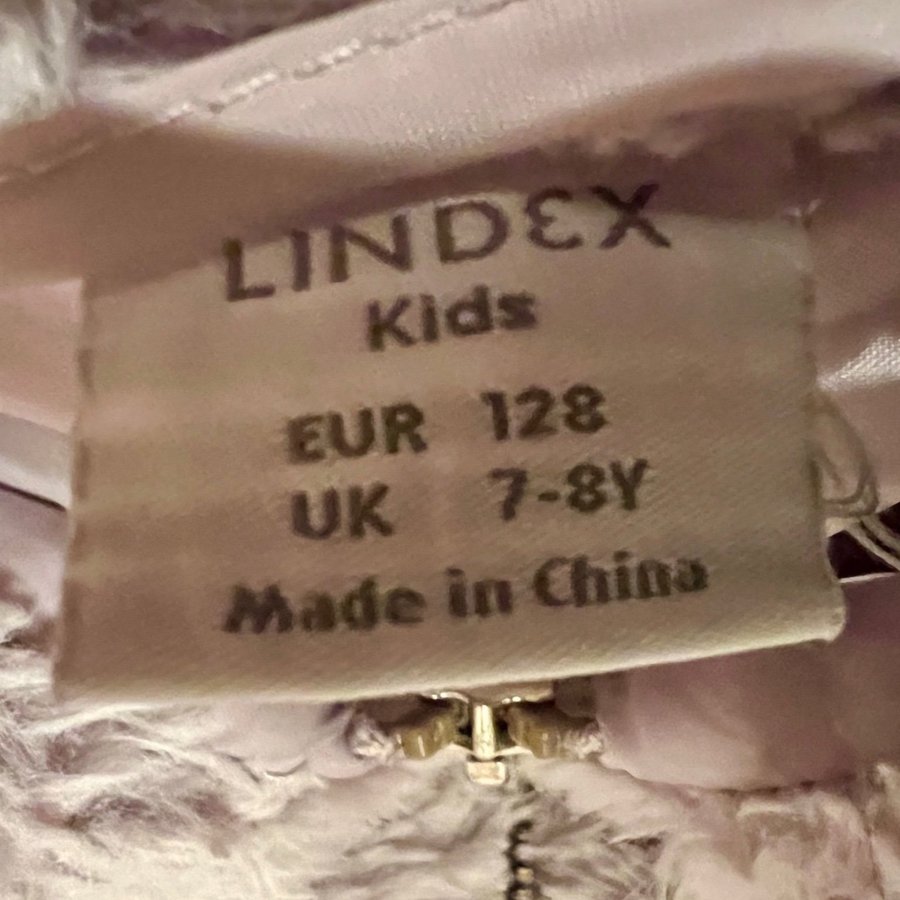 LINDEX
Kids
EUR 128
UK 7-8Y
Made in China